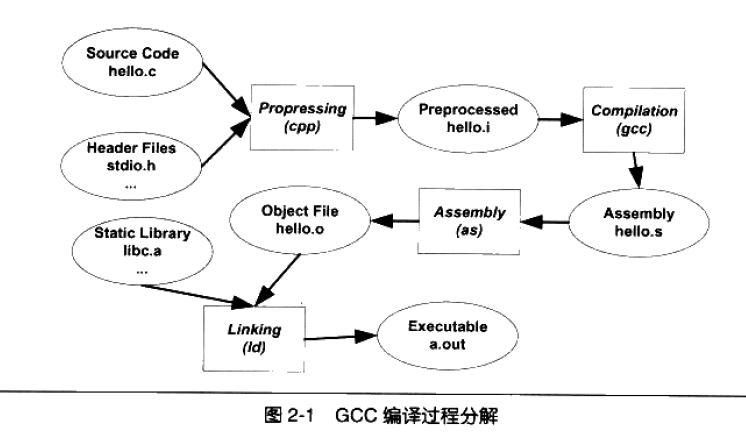 Source Code
hello.c
Header Files
stdio.h
...
Propressing
(cpp)
Preprocessed
hello.i
Compilation
(gcc)
Assembly
hello.s
Assembly
(as)
Object File
hello.o
Static Library
libc.a
...
Linking
(ld)
Executable
a.out
图 2-1 GCC 编译过程分解